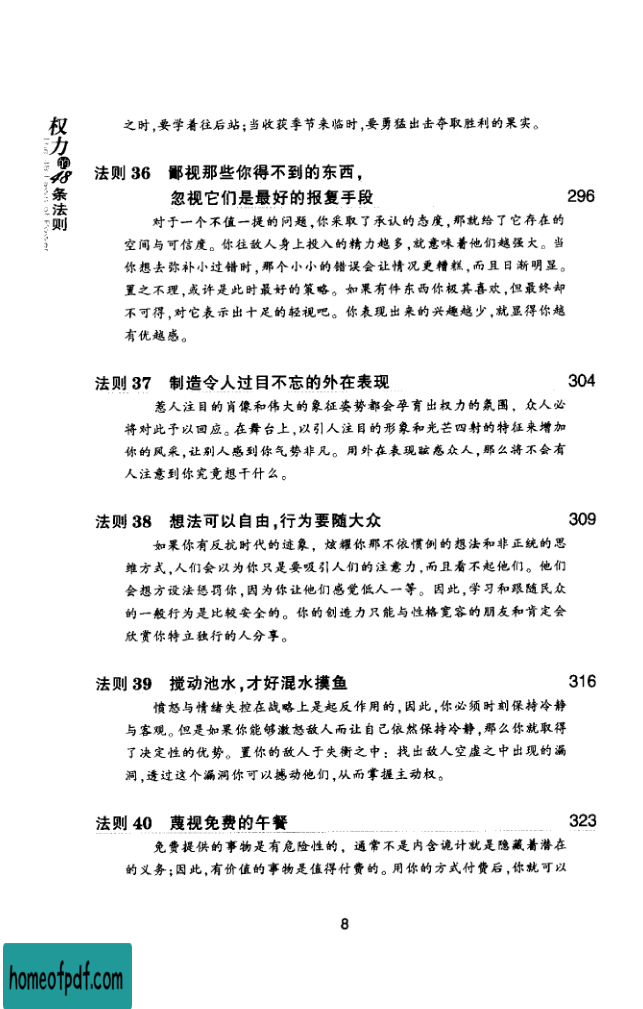 权力的48条法则
之时,要学着往后站;当收获季节来临时,要勇猛出击夺取胜利的果实。
法则 36 鄙视那些你得不到的东西,
忽视它们是最好的报复手段 296
对于一个不值一提的问题,你采取了承认的态度,那就给了它存在的
空间与可信度。你往敌人身上投入的精力越多,就意味着他们越强大。当
你想去弥补小过错时,那个小小的错误会让情况更糟糕,而且日渐明显。
置之不理,或许是此时最好的策略。如果有件东西你极其喜欢,但最终却
不可得,对它表示出十足的轻视吧。你表现出来的兴趣越少,就显得你越
有优越感。
法则 37 制造令人过目不忘的外在表现 304
惹人注目的肖像和伟大的象征姿势都会孕育出权力的氛围, 众人必
将对此予以回应。在舞台上,以引人注目的形象和光芒四射的特征来增加
你的风采,让别人感到你气势非凡。用外在表现眩惑众人,那么将不会有
人注意到你究竟想干什么。
法则 38 想法可以自由,行为要随大众 309
如果你有反抗时代的迹象, 炫耀你那不依惯例的想法和非正统的思
维方式,人们会以为你只是要吸引人们的注意力,而且看不起他们。他们
会想方设法惩罚你,因为你让他们感觉低人一等。因此,学习和跟随民众
的一般行为是比较安全的。你的创造力只能与性格宽容的朋友和肯定会
欣赏你特立独行的人分享。
法则 39 搅动池水,才好混水摸鱼 316
愤怒与情绪失控在战略上是起反作用的,因此,你必须时刻保持冷静
与客观。但是如果你能够激怒敌人而让自己依然保持冷静,那么你就取得
了决定性的优势。置你的敌人于失衡之中: 找出敌人空虚之中出现的漏
洞,透过这个漏洞你可以撼动他们,从而掌握主动权。
法则 40 蔑视免费的午餐 323
免费提供的事物是有危险性的, 通常不是内含诡计就是隐藏着潜在
的义务;因此,有价值的事物是值得付费的。用你的方式付费后,你就可以
8
homeofpdf.com